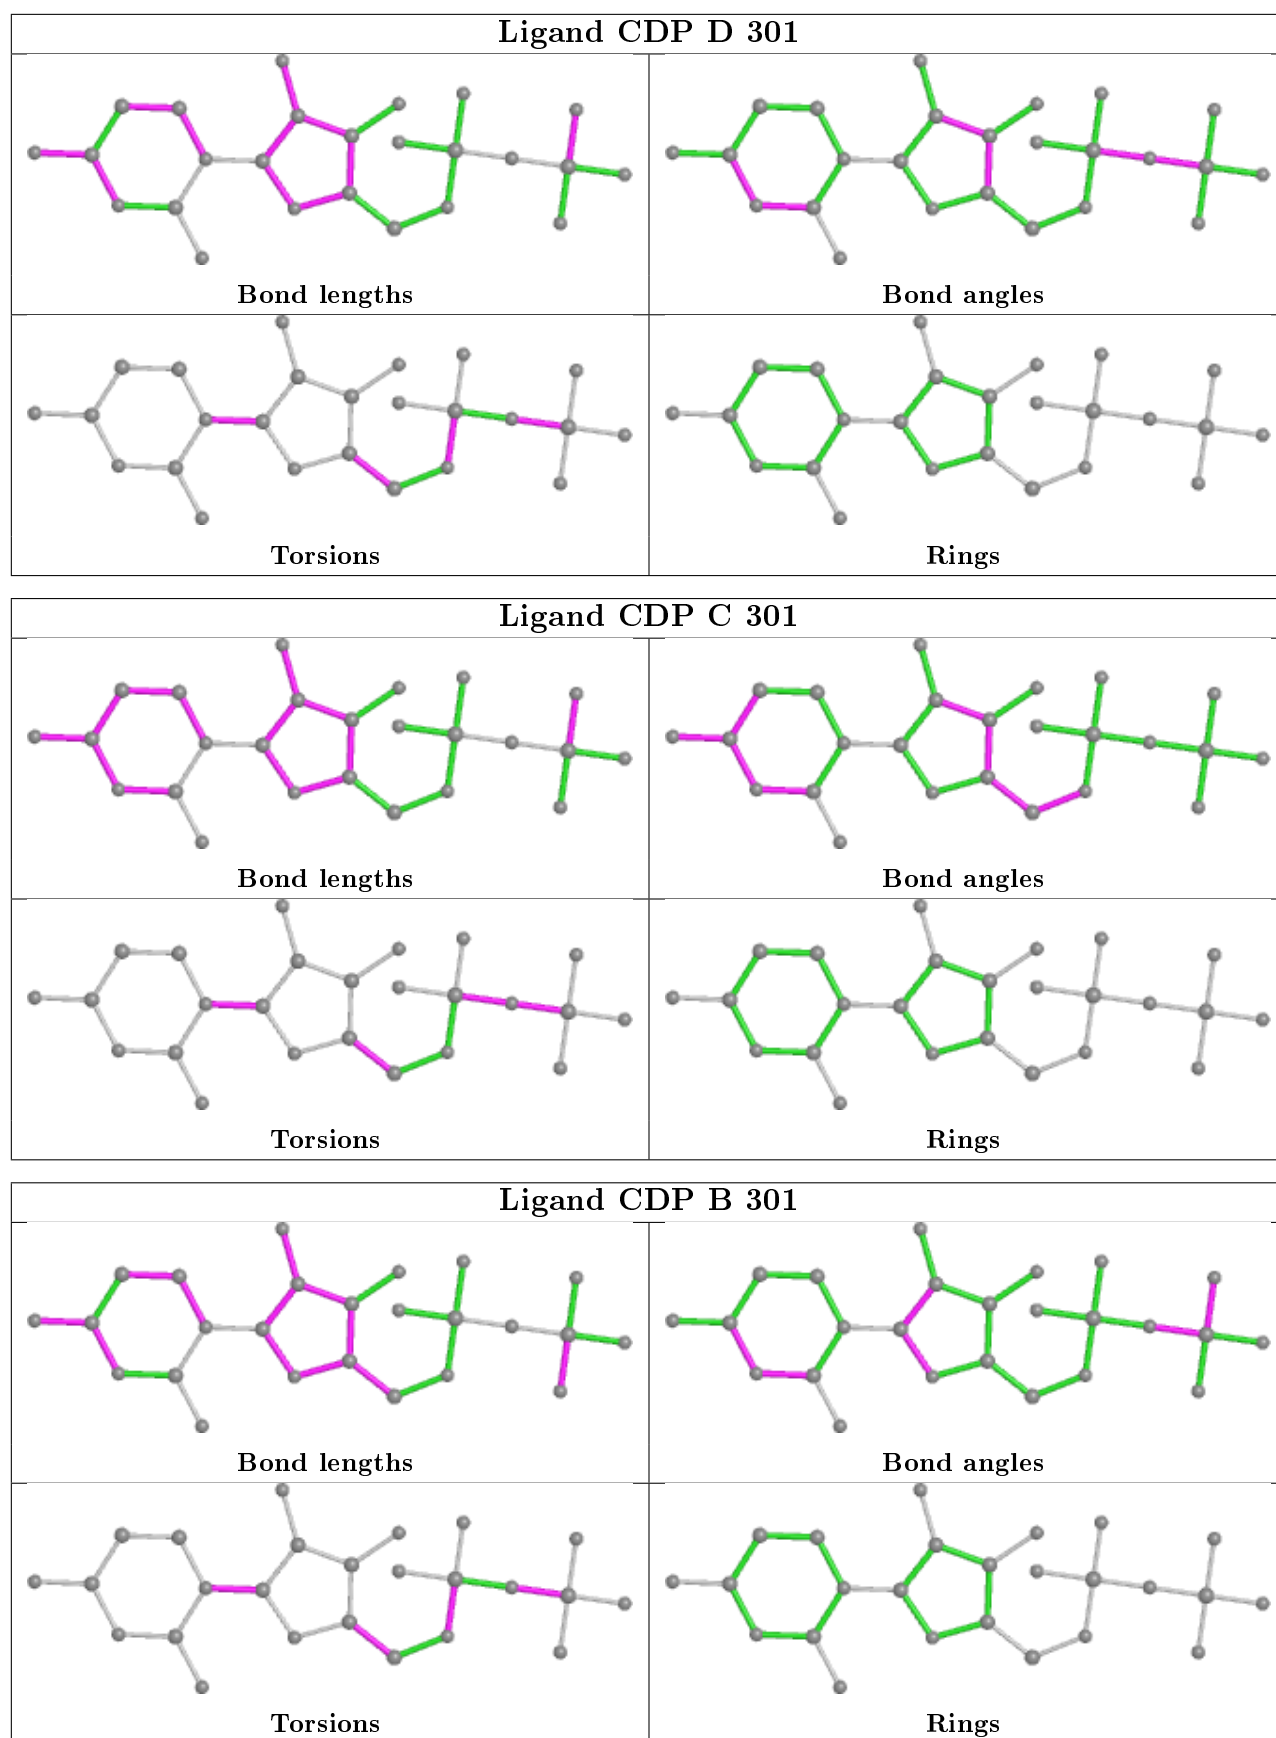 Ligand CDP D 301
Bond lengths
Bond angles
Torsions
Rings
Ligand CDP C 301
Bond lengths
Bond angles
Torsions
Rings
Ligand CDP B 301
Bond lengths
Bond angles
Torsions
Rings